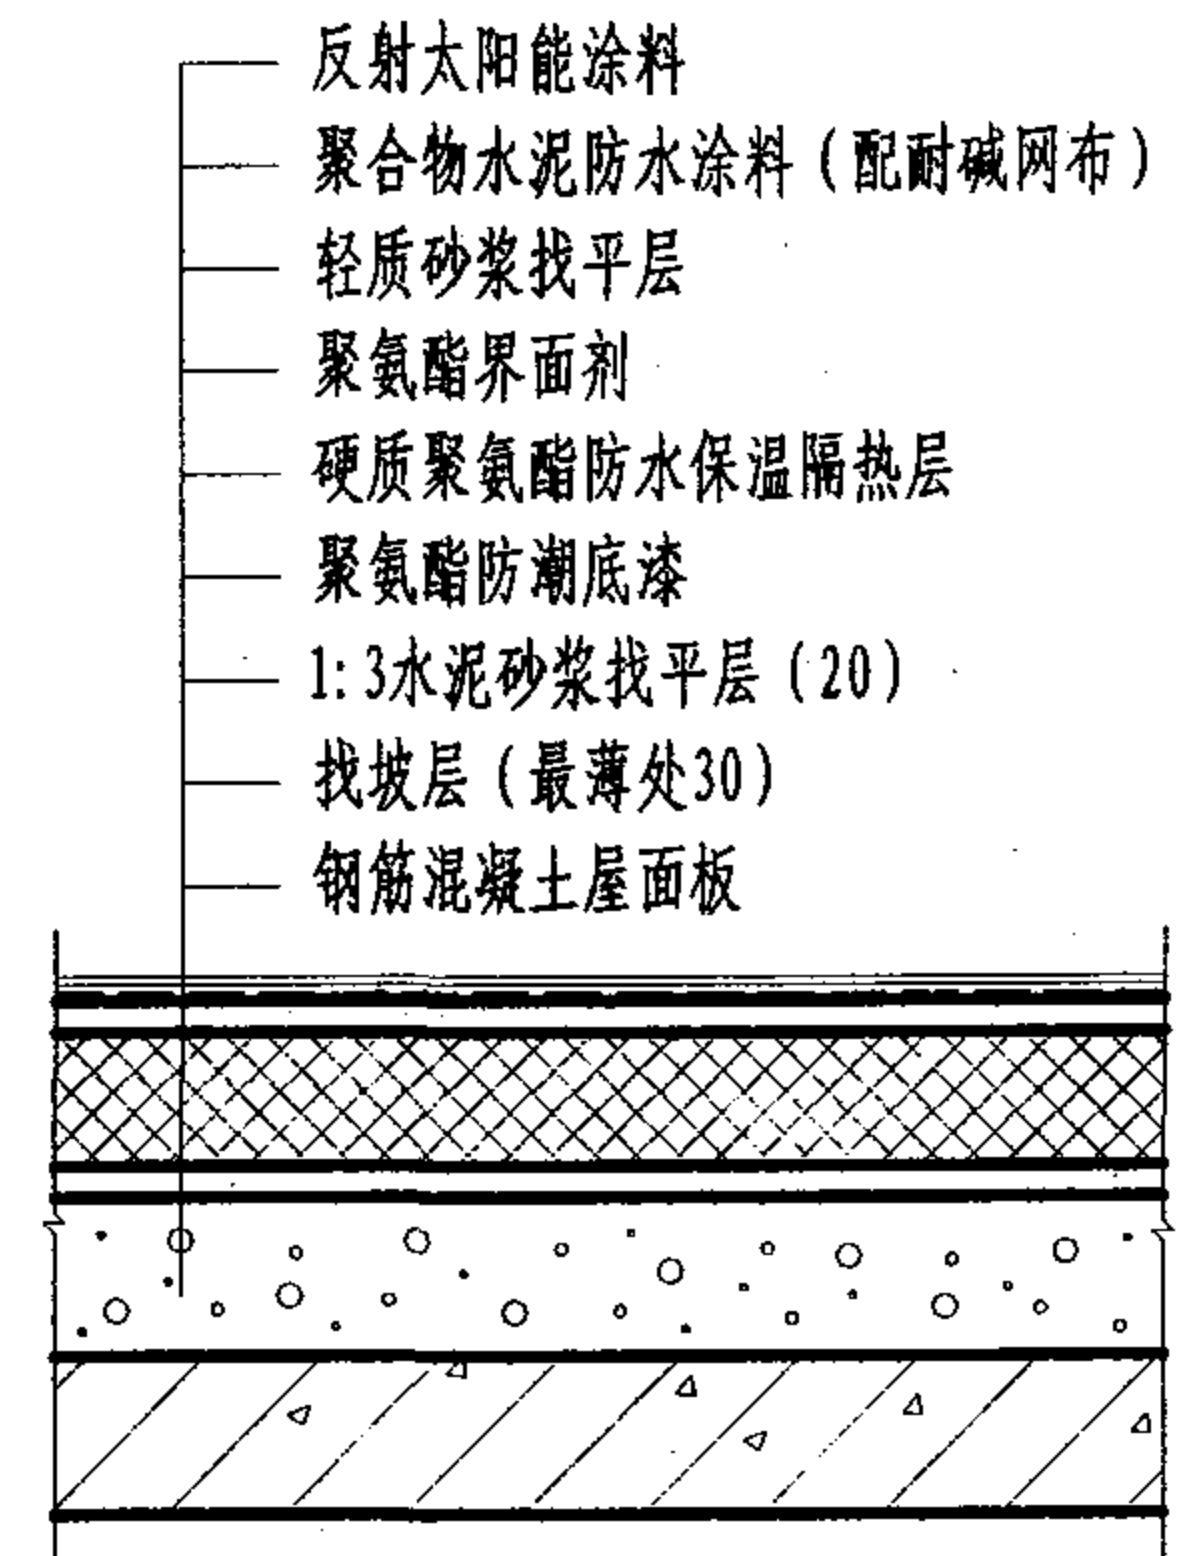 反射太阳能涂料
聚合物水泥防水涂料(配耐碱网布)
轻质砂浆找平层
聚氨酯界面剂
硬质聚氨酯防水保温隔热层
聚氨酯防潮底漆
1:3水泥砂浆找平层(20)
找坡层(最薄处30)
钢筋混凝土屋面板